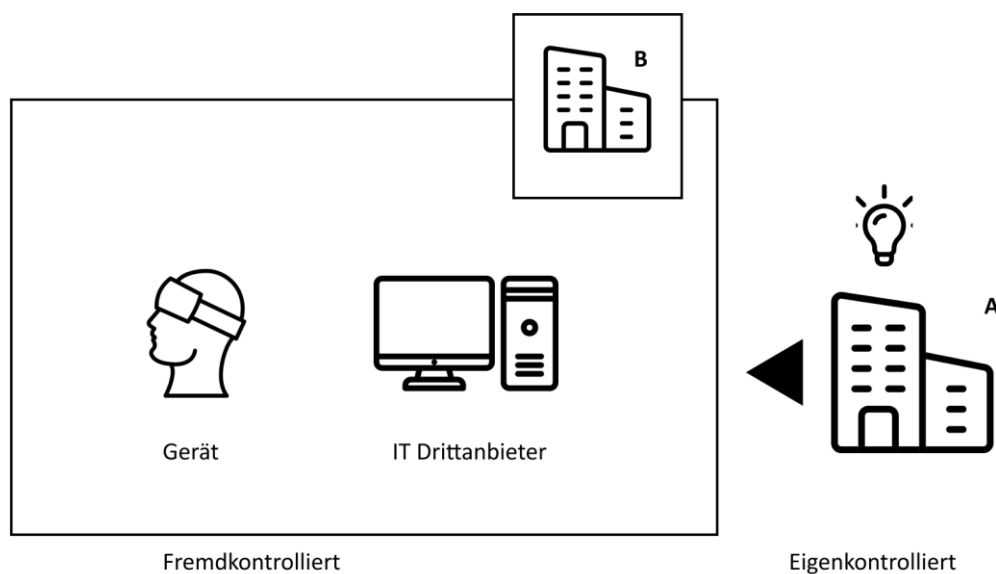 B
A
Gerät
IT Drittanbieter
Fremdkontrolliert
Eigenkontrolliert